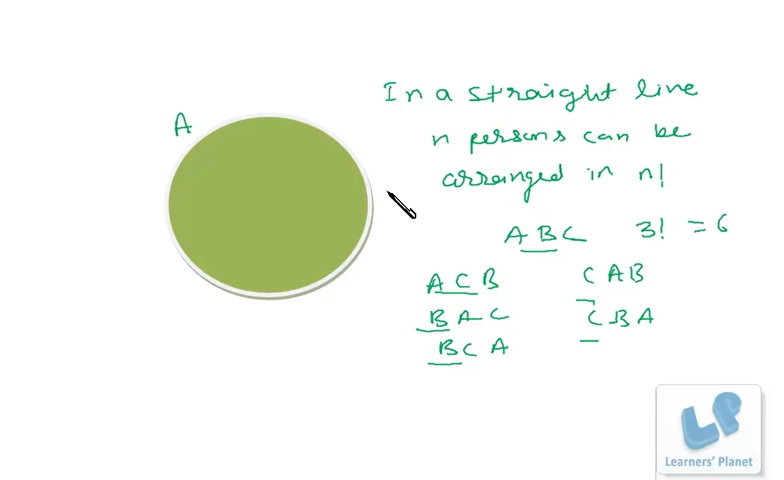 A
In a straight line
n persons can be
arranged in n!
ABC 3! = 6
ACB CAB
BAC CBA
BCA
LP
Learners' Planet